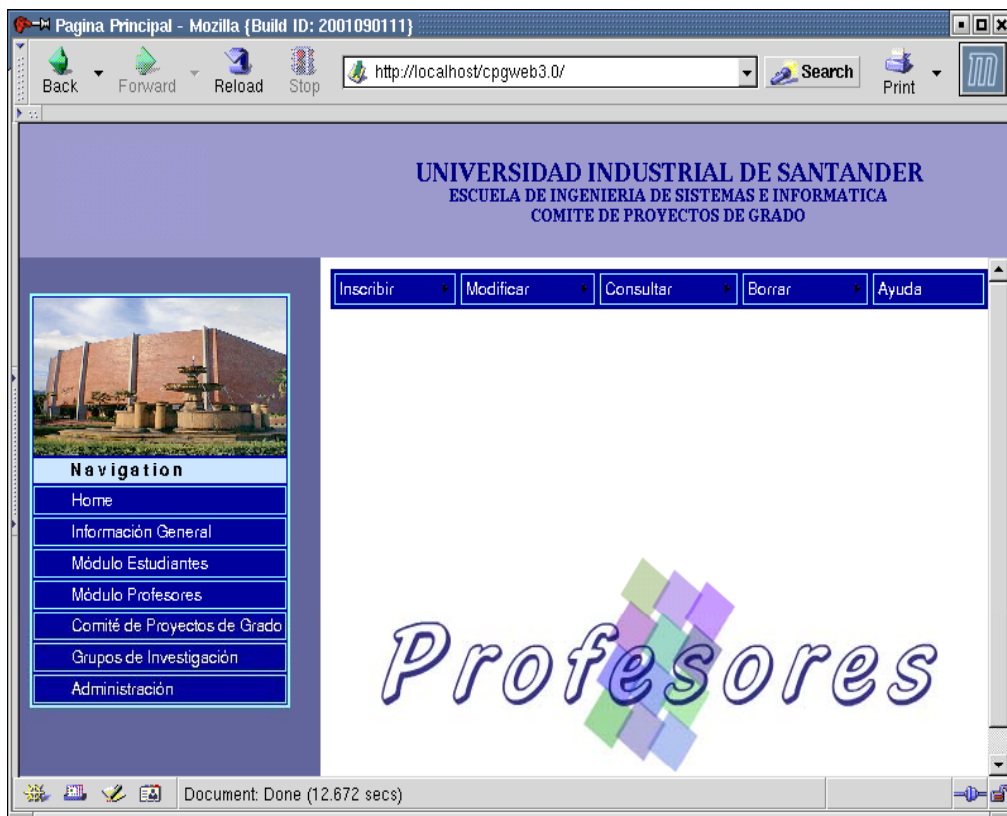 Pagina Principal - Mozilla {Build ID: 2001090111}
Back Forward Reload Stop http://localhost/cpgweb3.0/ Search Print
UNIVERSIDAD INDUSTRIAL DE SANTANDER
ESCUELA DE INGENIERIA DE SISTEMAS E INFORMATICA
COMITE DE PROYECTOS DE GRADO
Inscribir Modificar Consultar Borrar Ayuda
Navigation
Home
Información General
Módulo Estudiantes
Módulo Profesores
Comité de Proyectos de Grado
Grupos de Investigación
Administración
Profesores
Document: Done (12.672 secs)